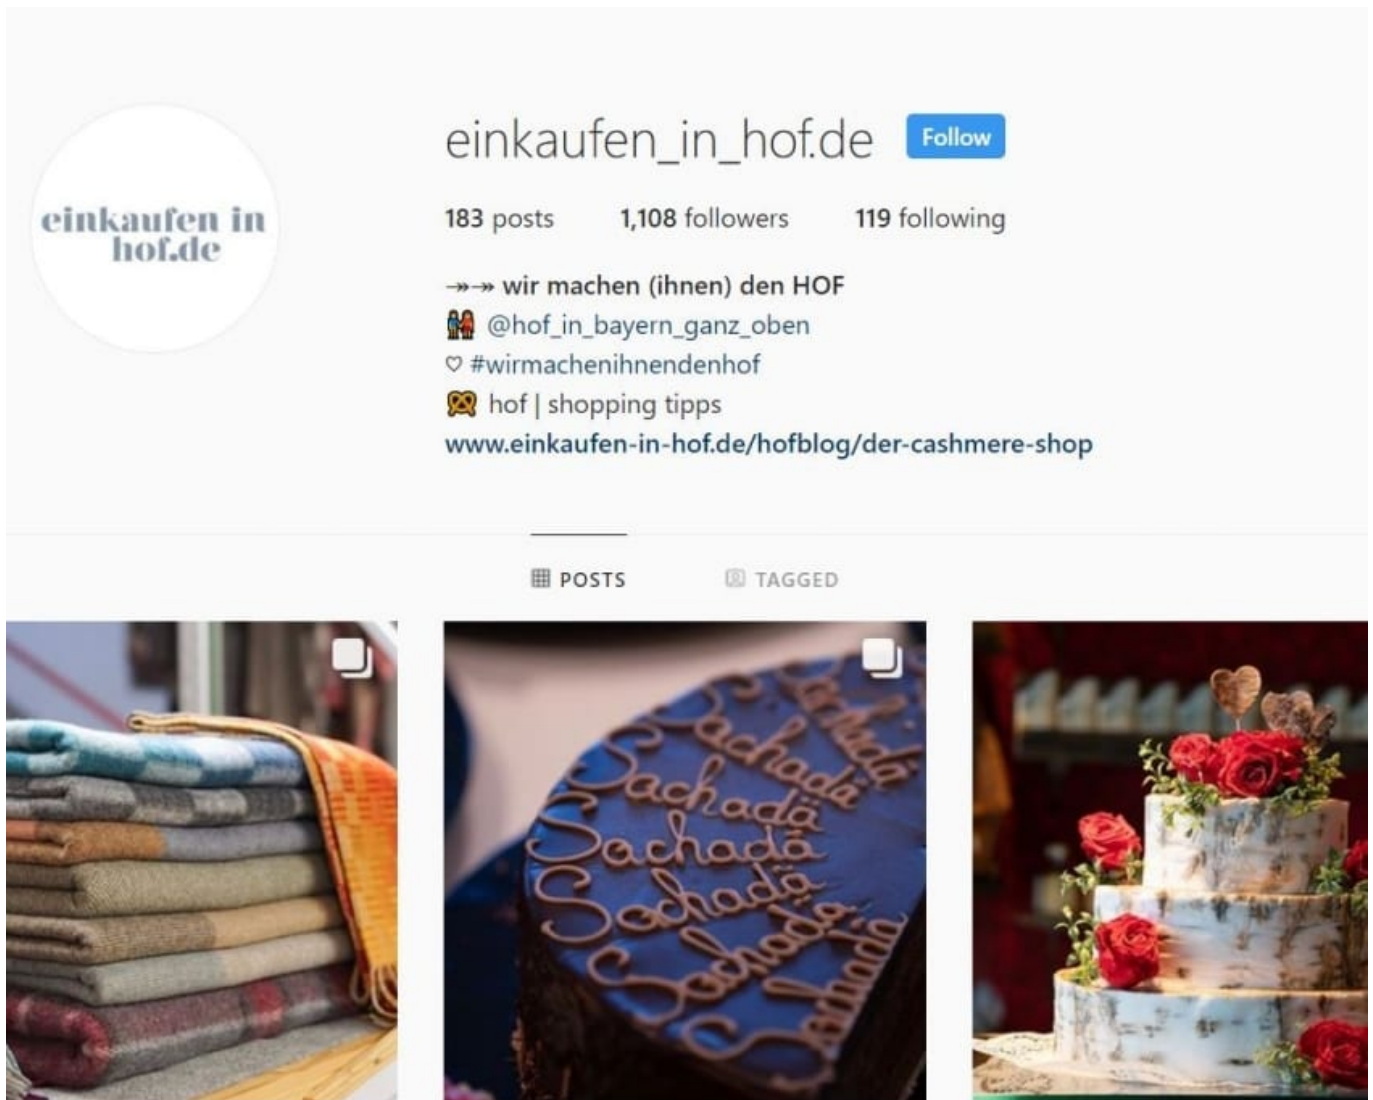 einkaufen in
hof.de
einkaufen_in_hof.de Follow
183 posts 1,108 followers 119 following
→→ wir machen (ihnen) den HOF
@hof_in_bayern_ganz_oben
♡ #wirmachenihnendenhof
hof | shopping tipps
www.einkaufen-in-hof.de/hofblog/der-cashmere-shop
POSTS TAGGED
Sachadä
Sachadä
Sachadä
Sachadä
Sachadä
Sachadä